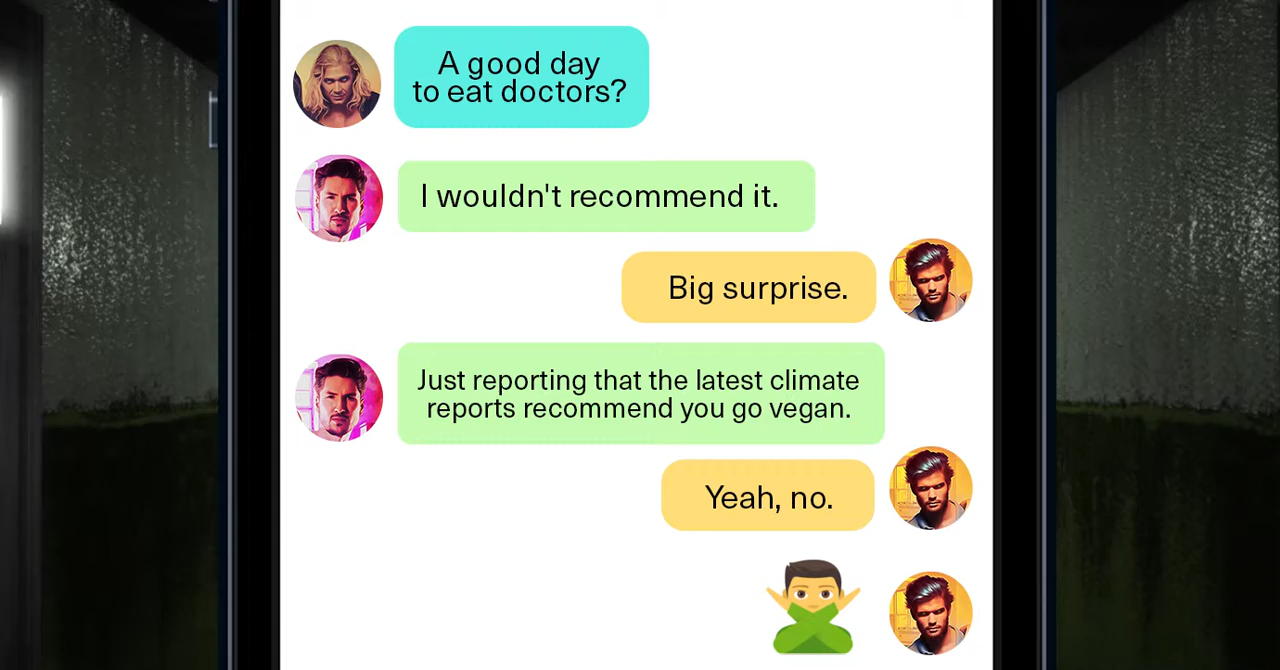 A good day
to eat doctors?
I wouldn't recommend it.
Big surprise.
Just reporting that the latest climate
reports recommend you go vegan.
Yeah, no.